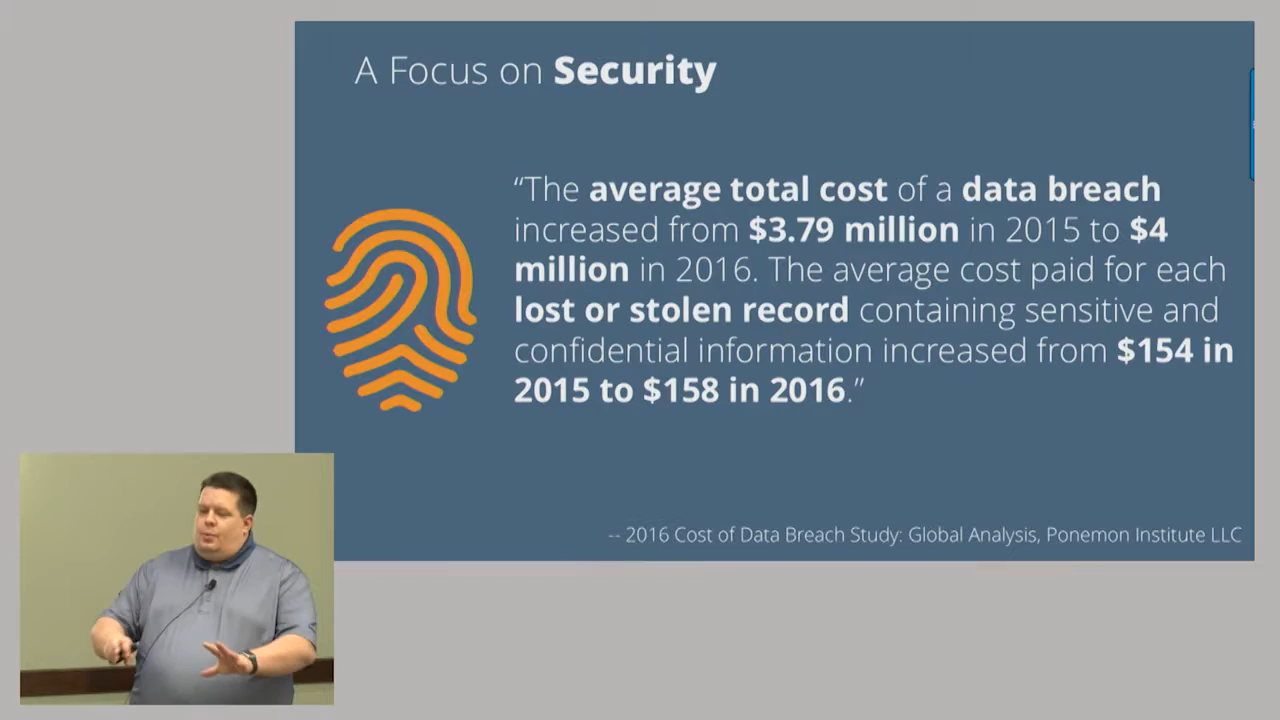 A Focus on Security
“The average total cost of a data breach
increased from $3.79 million in 2015 to $4
million in 2016. The average cost paid for each
lost or stolen record containing sensitive and
confidential information increased from $154 in
2015 to $158 in 2016.”
-- 2016 Cost of Data Breach Study: Global Analysis, Ponemon Institute LLC